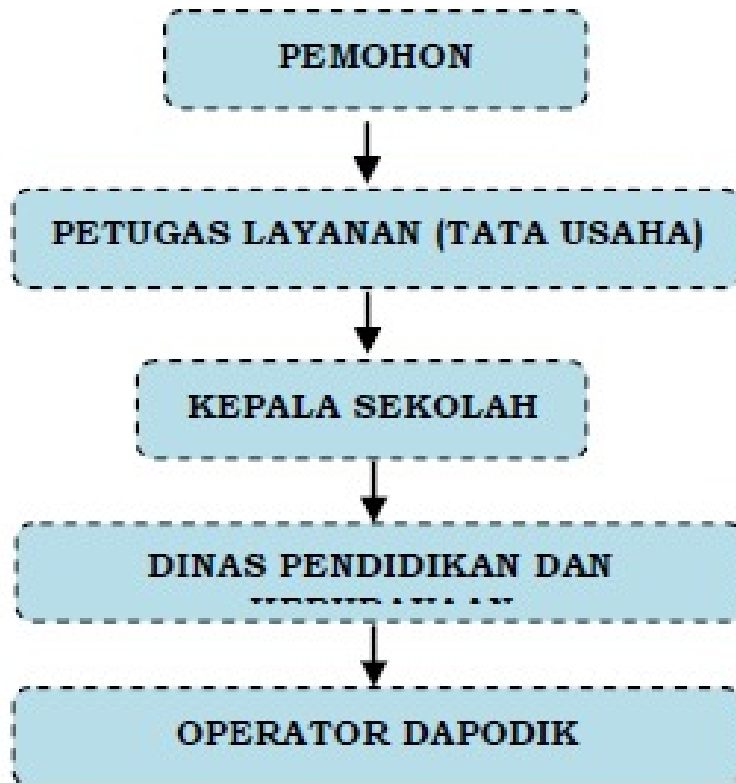 PEMOHON
PETUGAS LAYANAN (TATA USAHA)
KEPALA SEKOLAH
DINAS PENDIDIKAN DAN
OPERATOR DAPODIK